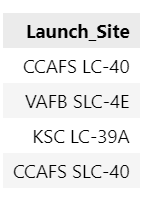 Launch_Site
CCAFS LC-40
VAFB SLC-4E
KSC LC-39A
CCAFS SLC-40